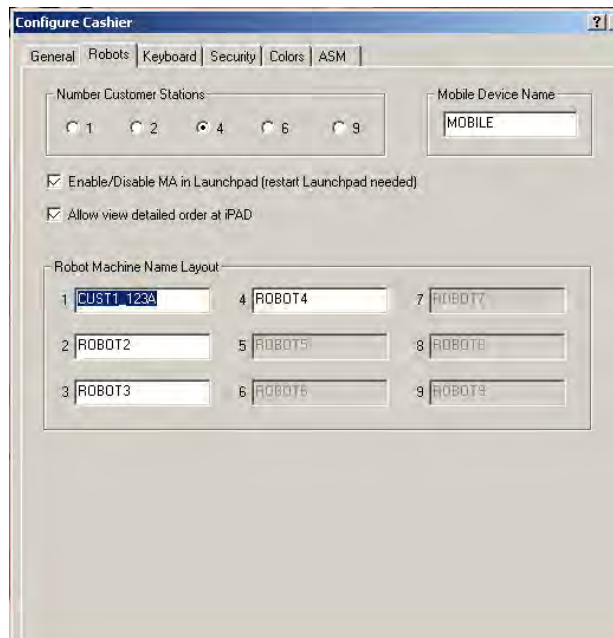 Configure Cashier ?
General Robots Keyboard Security Colors ASM
Number Customer Stations
1 2 4 6 9
Mobile Device Name
MOBILE
Enable/Disable MA in Launchpad (restart Launchpad needed)
Allow view detailed order at iPAD
Robot Machine Name Layout
1 CUST1_123A 4 ROBOT4 7 ROBOT7
2 ROBOT2 5 ROBOT5 8 ROBOT8
3 ROBOT3 6 ROBOT6 9 ROBOT9